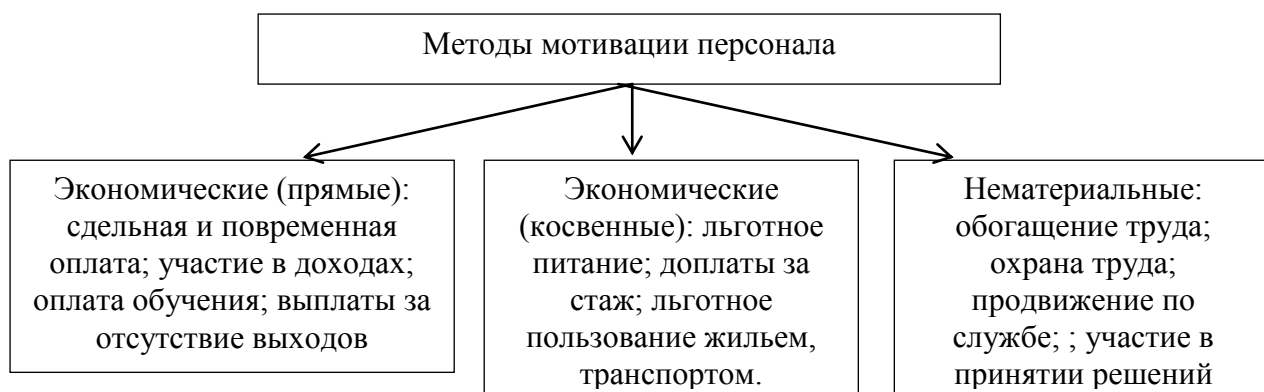 Методы мотивации персонала
Экономические (прямые):
сдельная и повременная
оплата; участие в доходах;
оплата обучения; выплаты за
отсутствие выходов
Экономические
(косвенные): льготное
питание; доплаты за
стаж; льготное
пользование жильем,
транспортом.
Нематериальные:
обогащение труда;
охрана труда;
продвижение по
службе; ; участие в
принятии решений